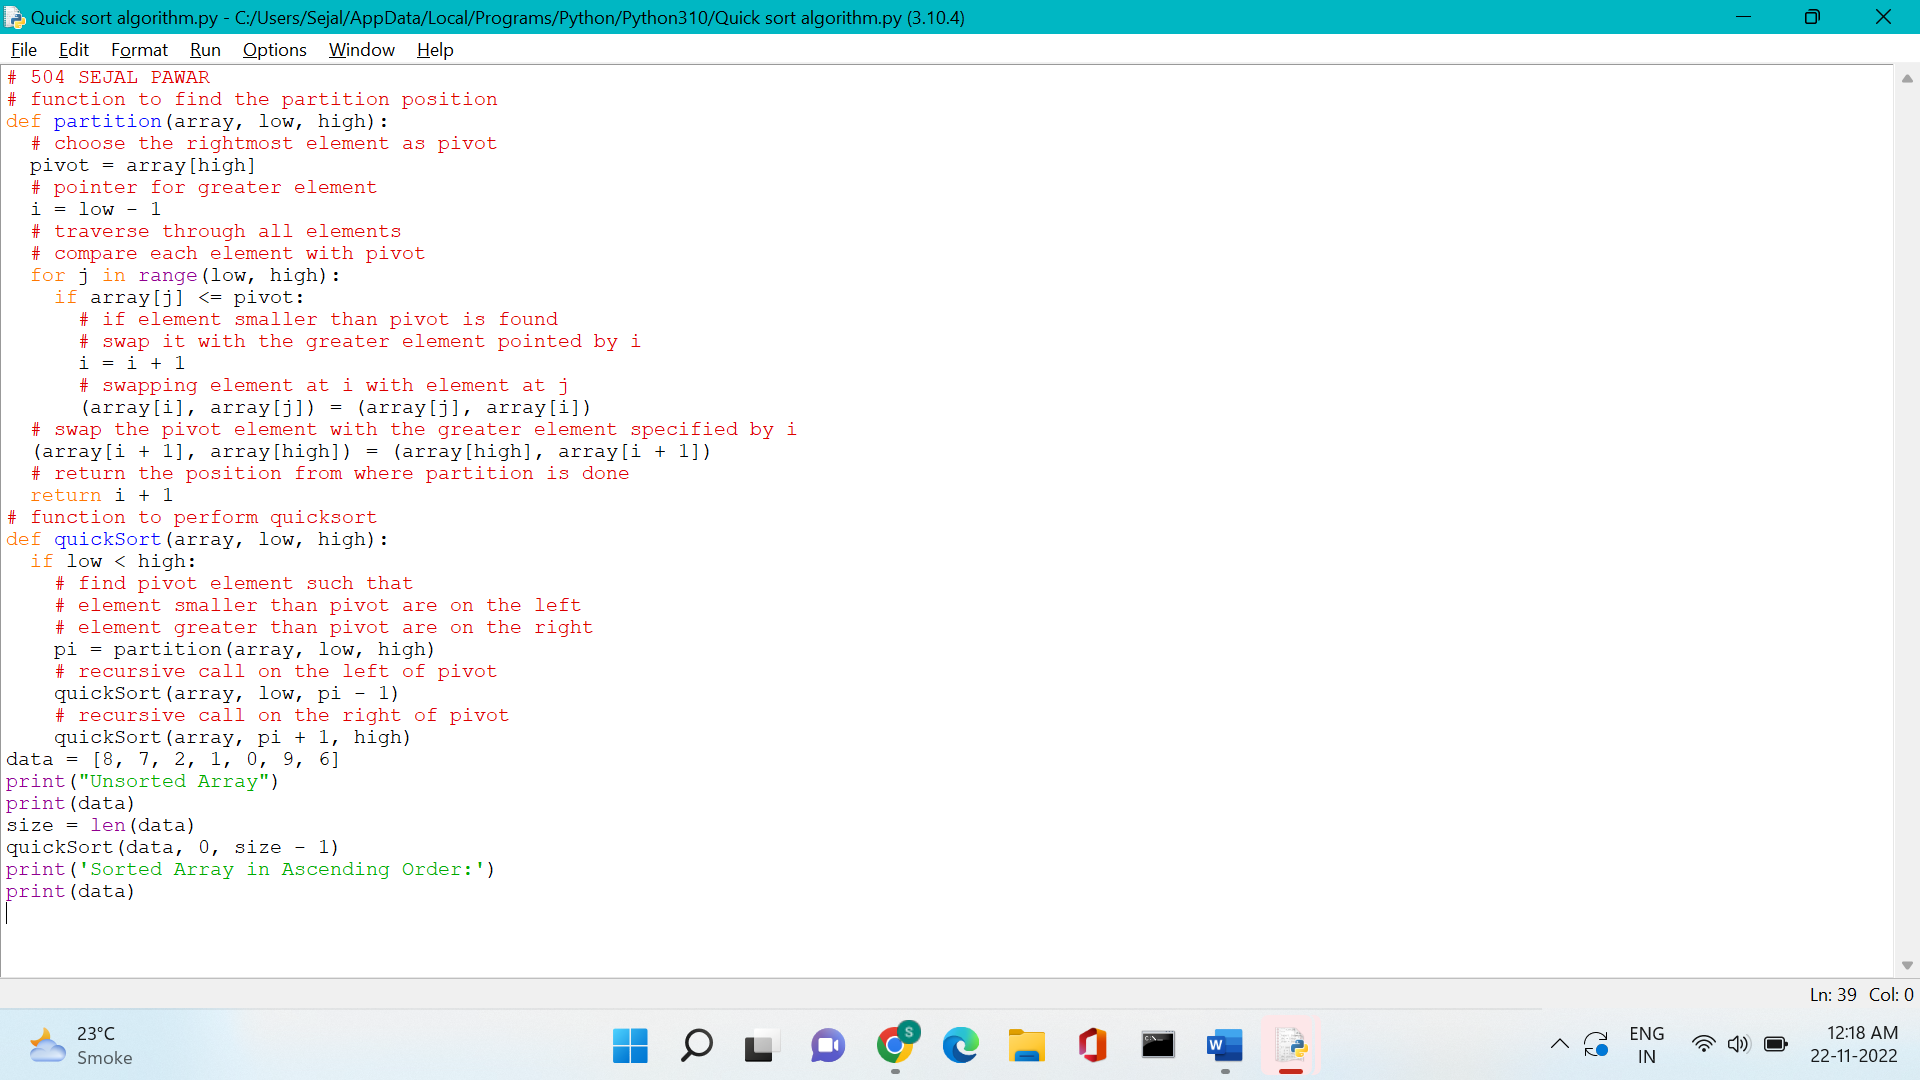 Quick sort algorithm.py - C:/Users/Sejal/AppData/Local/Programs/Python/Python310/Quick sort algorithm.py (3.10.4)
File Edit Format Run Options Window Help
# 504 SEJAL PAWAR
# function to find the partition position
def partition(array, low, high):
  # choose the rightmost element as pivot
  pivot = array[high]
  # pointer for greater element
  i = low - 1
  # traverse through all elements
  # compare each element with pivot
  for j in range(low, high):
    if array[j] <= pivot:
      # if element smaller than pivot is found
      # swap it with the greater element pointed by i
      i = i + 1
      # swapping element at i with element at j
      (array[i], array[j]) = (array[j], array[i])
  # swap the pivot element with the greater element specified by i
  (array[i + 1], array[high]) = (array[high], array[i + 1])
  # return the position from where partition is done
  return i + 1
# function to perform quicksort
def quickSort(array, low, high):
  if low < high:
    # find pivot element such that
    # element smaller than pivot are on the left
    # element greater than pivot are on the right
    pi = partition(array, low, high)
    # recursive call on the left of pivot
    quickSort(array, low, pi - 1)
    # recursive call on the right of pivot
    quickSort(array, pi + 1, high)
data = [8, 7, 2, 1, 0, 9, 6]
print("Unsorted Array")
print(data)
size = len(data)
quickSort(data, 0, size - 1)
print('Sorted Array in Ascending Order:')
print(data)
Ln: 39 Col: 0
23°C
Smoke
S
W
ENG
IN
12:18 AM
22-11-2022